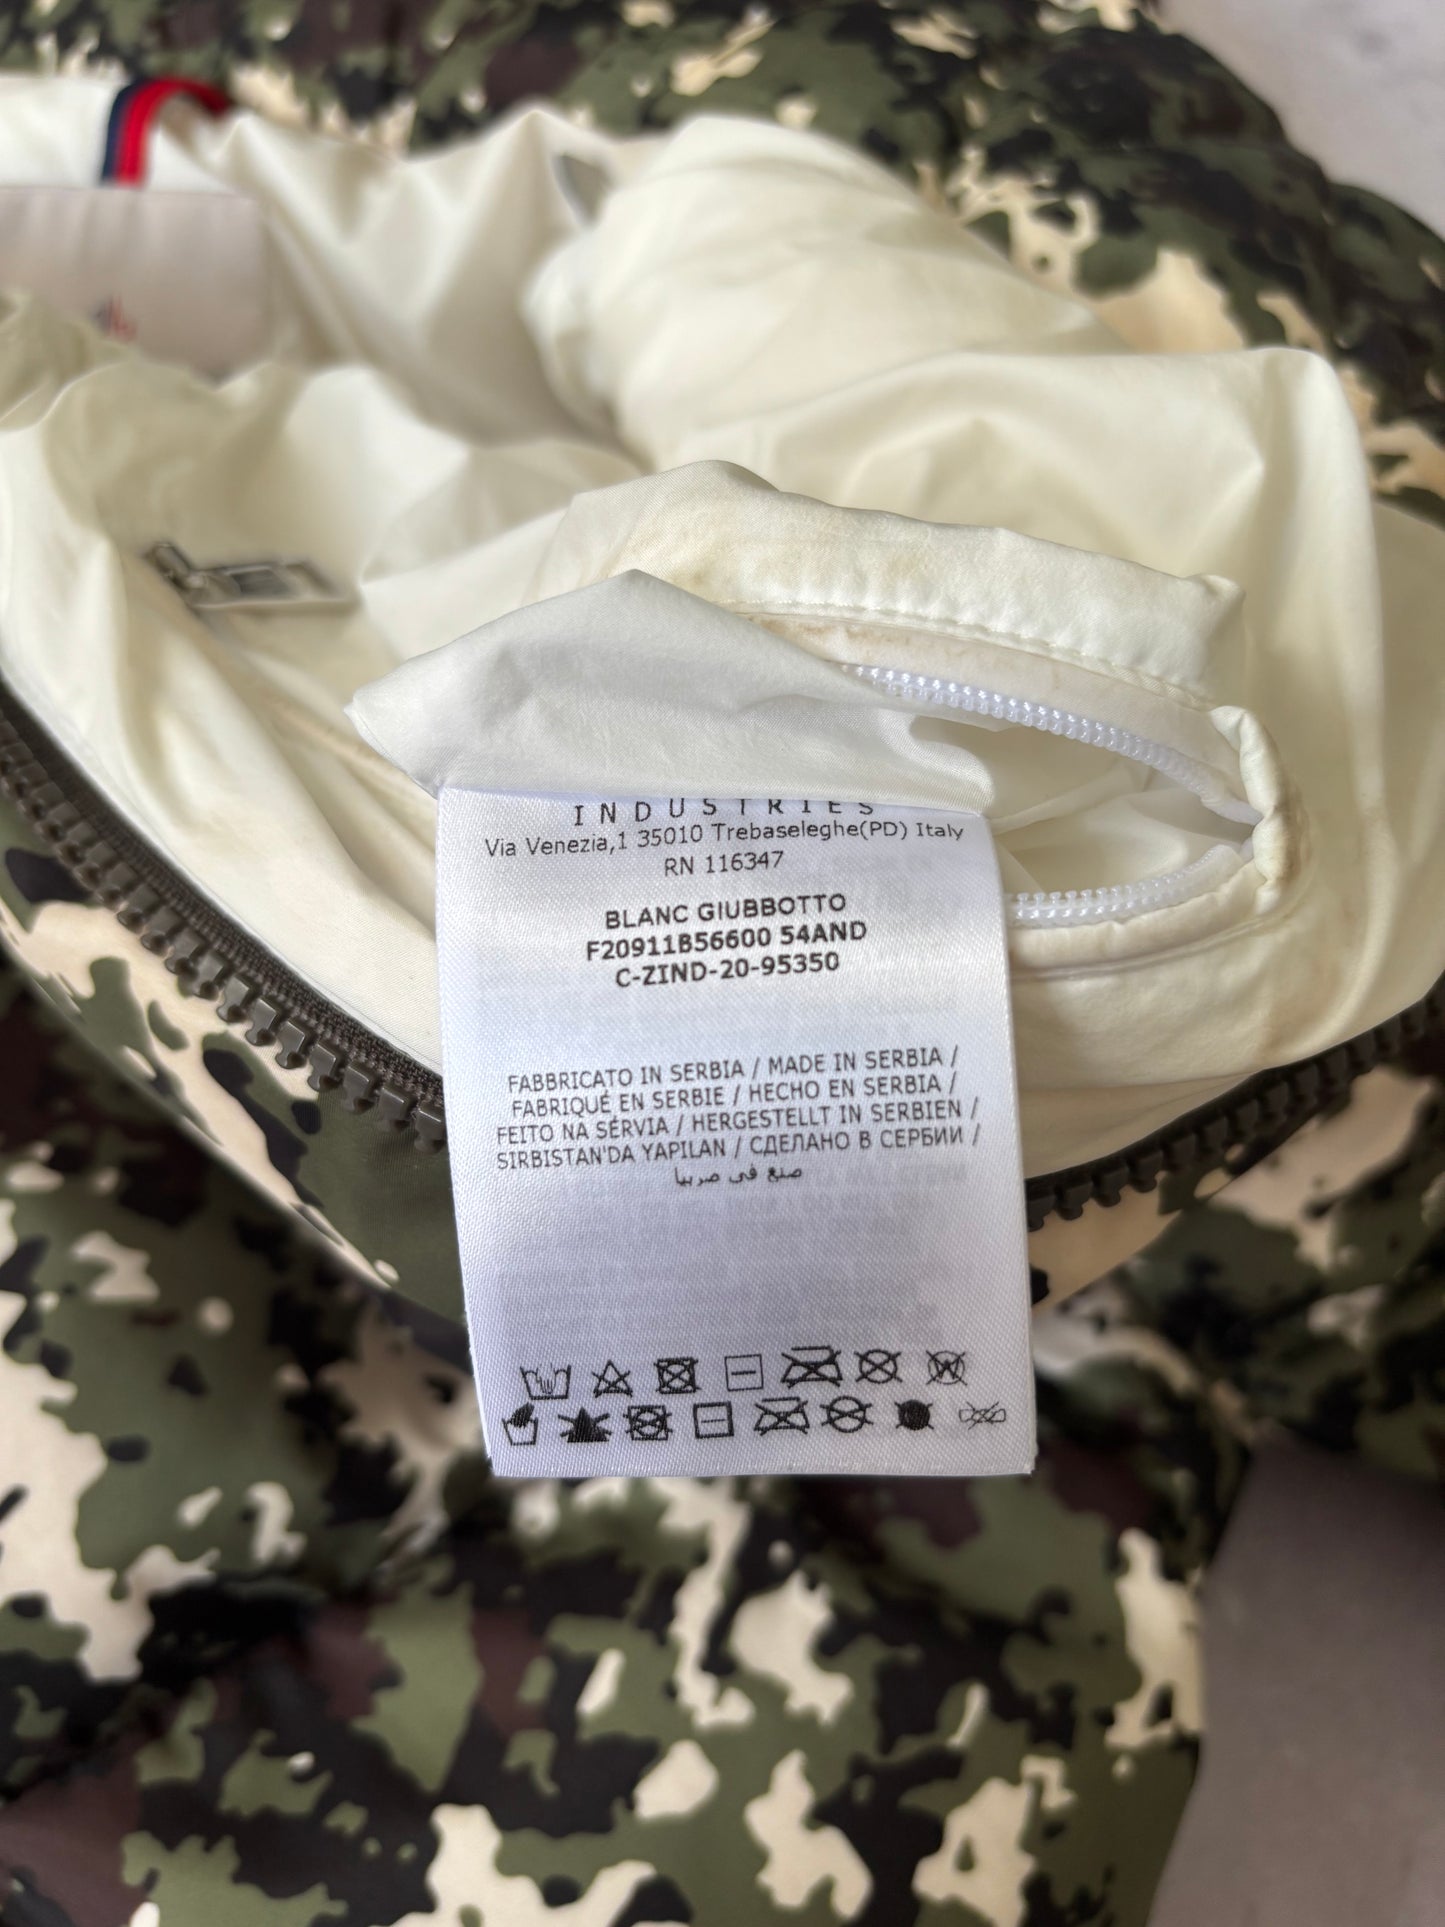 INDUSTRIES
Via Venezia,1 35010 Trebaseleghe(PD) Italy
RN 116347
BLANC GIUBBOTTO
F20911B56600 54AND
C-ZIND-20-95350
FABBRICATO IN SERBIA / MADE IN SERBIA /
FABRIQUÉ EN SERBIE / HECHO EN SERBIA /
FEITO NA SÉRVIA / HERGESTELLT IN SERBIEN /
SIRBISTAN'DA YAPILAN / СДЕЛАНО В СЕРБИИ /
صنع في صربيا
W